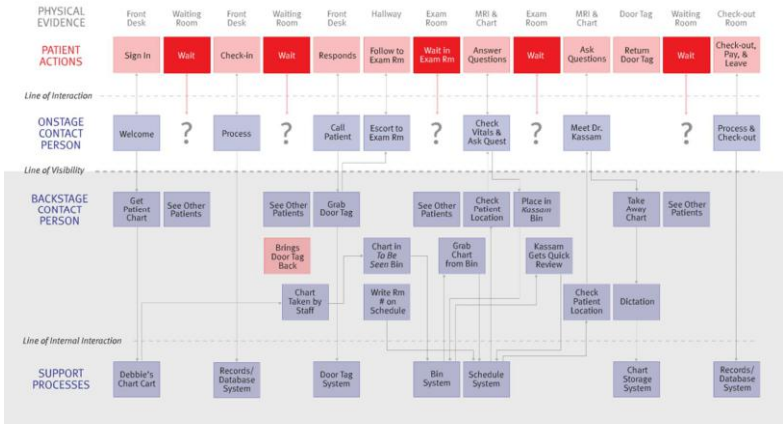 PHYSICAL
EVIDENCE
Front
Desk
Waiting
Room
Front
Desk
Waiting
Room
Front
Desk
Hallway
Exam
Room
MRI &
Chart
Exam
Room
MRI &
Chart
Door Tag
Waiting
Room
Check-out
Room
PATIENT
ACTIONS
Sign In
Wait
Check-in
Wait
Responds
Follow to
Exam Rm
Wait in
Exam Rm
Answer
Questions
Wait
Ask
Questions
Return
Door Tag
Wait
Check-out,
Pay, &
Leave
Line of Interaction
ONSTAGE
CONTACT
PERSON
Welcome
?
Process
?
Call
Patient
Escort to
Exam Rm
?
Check
Vitals &
Ask Quest
?
Meet Dr.
Kassam
?
Process &
Check-out
Line of Visibility
BACKSTAGE
CONTACT
PERSON
Get
Patient
Chart
See Other
Patients
See Other
Patients
Grab
Door Tag
See Other
Patients
Check
Patient
Location
Place in
Kassam
Bin
Take
Away
Chart
See Other
Patients
Brings
Door Tag
Back
Chart in
To Be
Seen Bin
Grab
Chart
from Bin
Kassam
Gets Quick
Review
Chart
Taken by
Staff
Write Rm
# on
Schedule
Check
Patient
Location
Dictation
Line of Internal Interaction
SUPPORT
PROCESSES
Debbie's
Chart Cart
Records/
Database
System
Door Tag
System
Bin
System
Schedule
System
Chart
Storage
System
Records/
Database
System